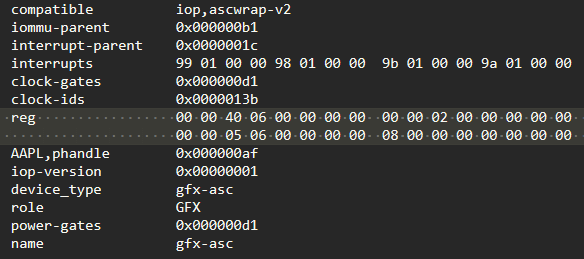 compatible iop,ascwrap-v2
iommu-parent 0x000000b1
interrupt-parent 0x0000001c
interrupts 99 01 00 00 98 01 00 00 9b 01 00 00 9a 01 00 00
clock-gates 0x000000d1
clock-ids 0x0000013b
reg 00 00 40 06 00 00 00 00 00 00 02 00 00 00 00 00
00 00 05 06 00 00 00 00 08 00 00 00 00 00 00 00
AAPL,phandle 0x000000af
iop-version 0x00000001
device_type gfx-asc
role GFX
power-gates 0x000000d1
name gfx-asc